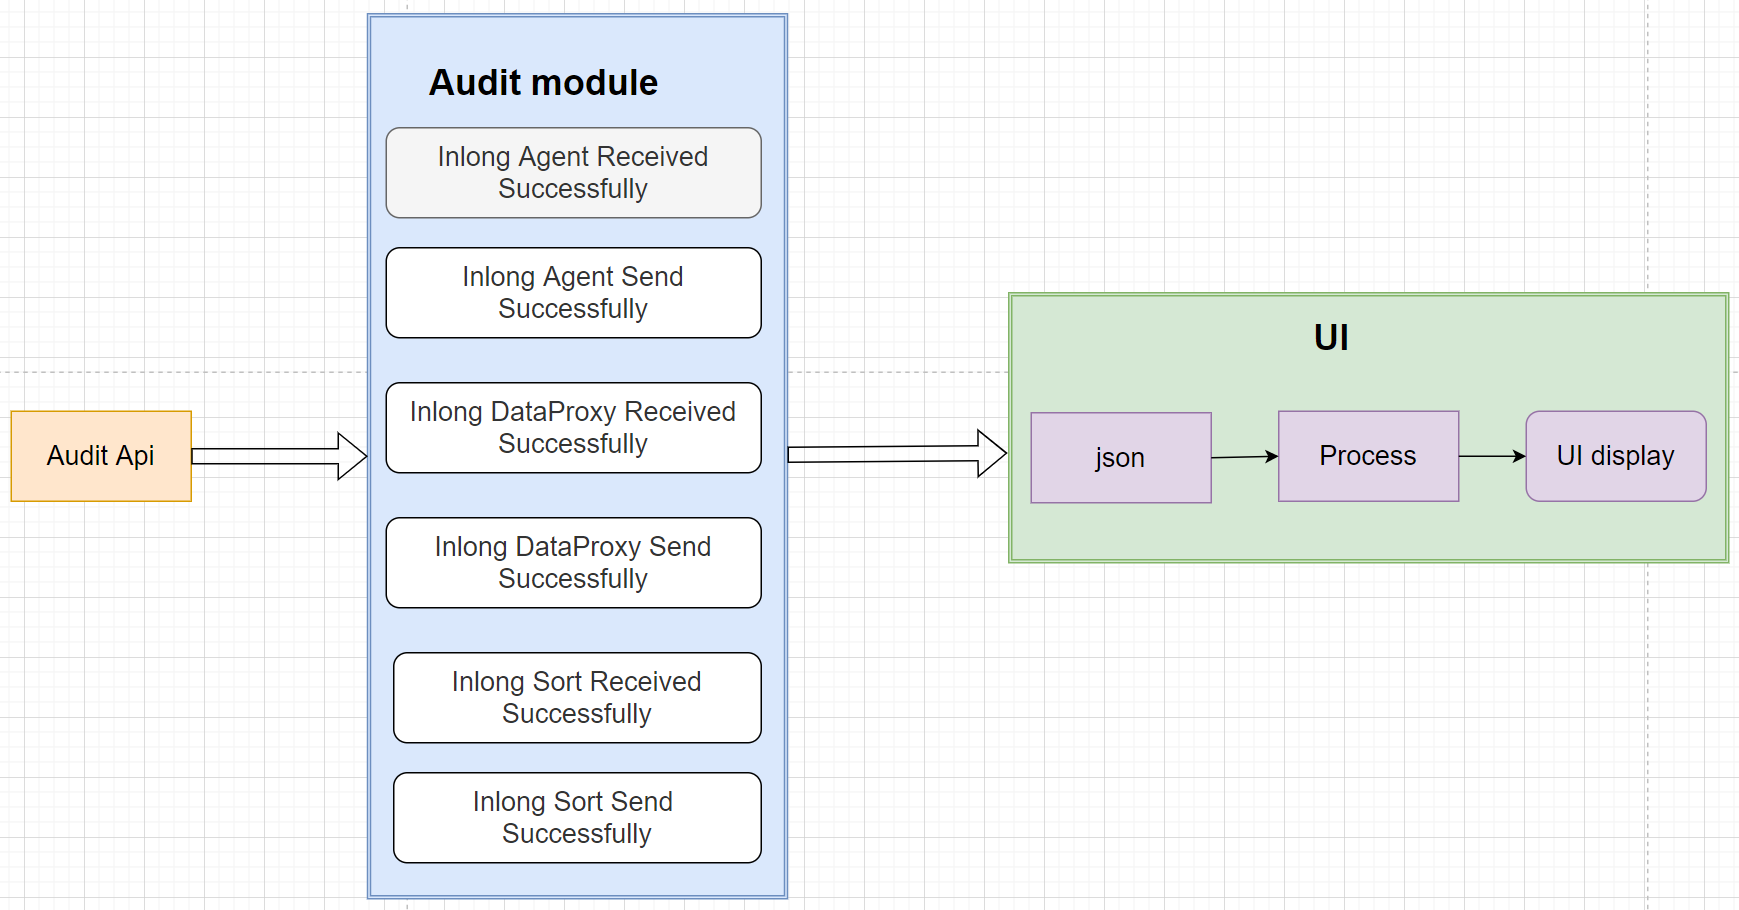 Audit module
Inlong Agent Received
Successfully
Inlong Agent Send
Successfully
Inlong DataProxy Received
Successfully
Inlong DataProxy Send
Successfully
Inlong Sort Received
Successfully
Inlong Sort Send
Successfully
Audit Api
UI
json
Process
UI display